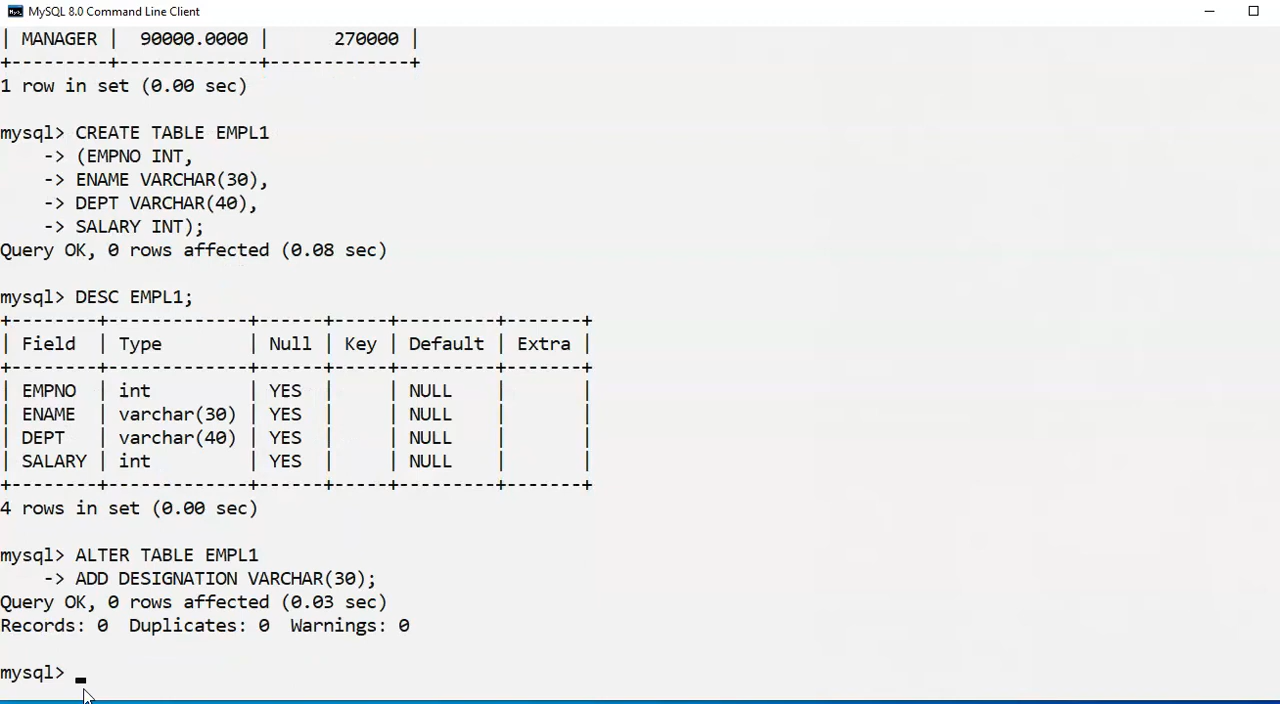 MySQL 8.0 Command Line Client
| MANAGER |  90000.0000 |      270000 |
+---------+-------------+-------------+
1 row in set (0.00 sec)
mysql> CREATE TABLE EMPL1
    -> (EMPNO INT,
    -> ENAME VARCHAR(30),
    -> DEPT VARCHAR(40),
    -> SALARY INT);
Query OK, 0 rows affected (0.08 sec)
mysql> DESC EMPL1;
+--------+-------------+------+-----+---------+-------+
| Field  | Type        | Null | Key | Default | Extra |
+--------+-------------+------+-----+---------+-------+
| EMPNO  | int         | YES  |     | NULL    |       |
| ENAME  | varchar(30) | YES  |     | NULL    |       |
| DEPT   | varchar(40) | YES  |     | NULL    |       |
| SALARY | int         | YES  |     | NULL    |       |
+--------+-------------+------+-----+---------+-------+
4 rows in set (0.00 sec)
mysql> ALTER TABLE EMPL1
    -> ADD DESIGNATION VARCHAR(30);
Query OK, 0 rows affected (0.03 sec)
Records: 0  Duplicates: 0  Warnings: 0
mysql>